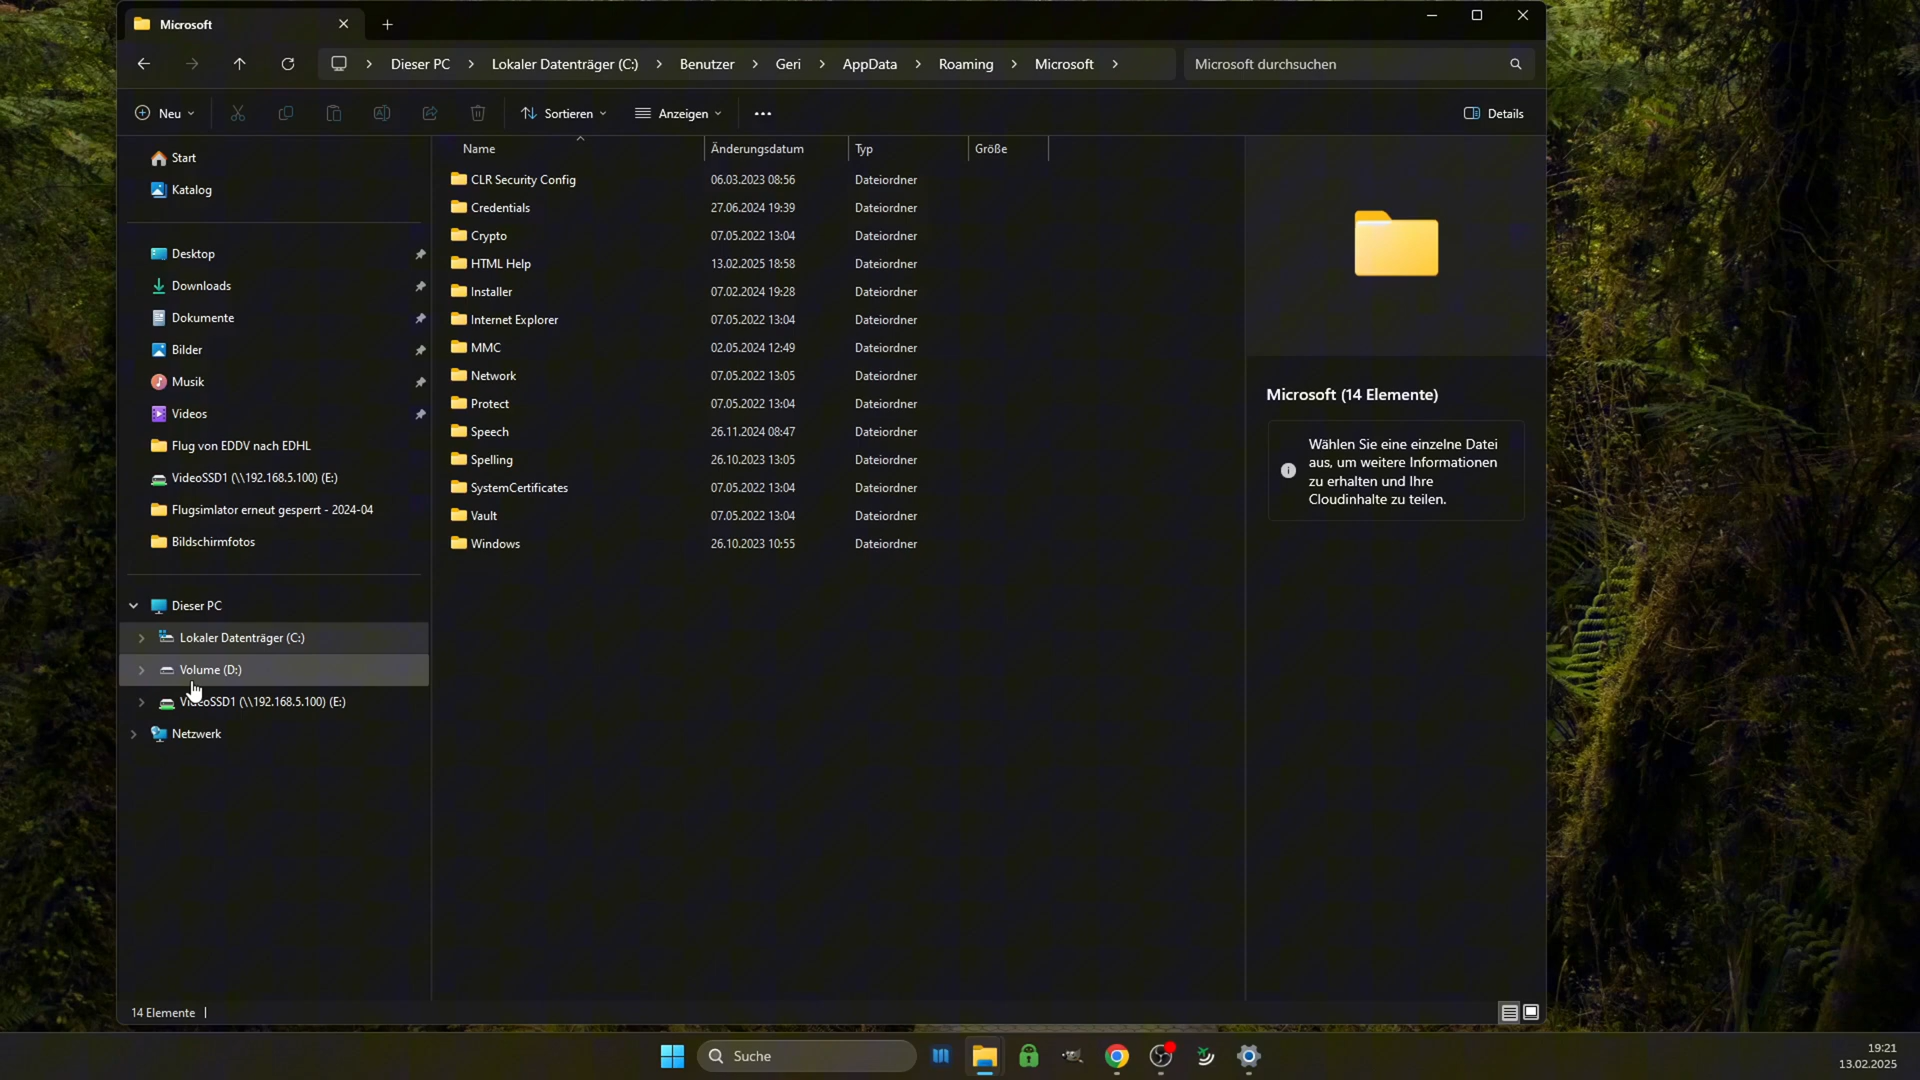 Microsoft
Dieser PC
Lokaler Datenträger (C:)
Benutzer
Geri
AppData
Roaming
Microsoft
Microsoft durchsuchen
Neu
Sortieren
Anzeigen
Details
Start
Katalog
Desktop
Downloads
Dokumente
Bilder
Musik
Videos
Flug von EDDV nach EDHL
VideoSSD1 (\\192.168.5.100) (E:)
Flugsimlator erneut gesperrt - 2024-04
Bildschirmfotos
Dieser PC
Lokaler Datenträger (C:)
Volume (D:)
VideoSSD1 (\\192.168.5.100) (E:)
Netzwerk
Name Änderungsdatum Typ Größe
CLR Security Config 06.03.2023 08:56 Dateiordner
Credentials 27.06.2024 19:39 Dateiordner
Crypto 07.05.2022 13:04 Dateiordner
HTML Help 13.02.2025 18:58 Dateiordner
Installer 07.02.2024 19:28 Dateiordner
Internet Explorer 07.05.2022 13:04 Dateiordner
MMC 02.05.2024 12:49 Dateiordner
Network 07.05.2022 13:05 Dateiordner
Protect 07.05.2022 13:04 Dateiordner
Speech 26.11.2024 08:47 Dateiordner
Spelling 26.10.2023 13:05 Dateiordner
SystemCertificates 07.05.2022 13:04 Dateiordner
Vault 07.05.2022 13:04 Dateiordner
Windows 26.10.2023 10:55 Dateiordner
Microsoft (14 Elemente)
Wählen Sie eine einzelne Datei
aus, um weitere Informationen
zu erhalten und Ihre
Cloudinhalte zu teilen.
14 Elemente
Suche
19:21
13.02.2025